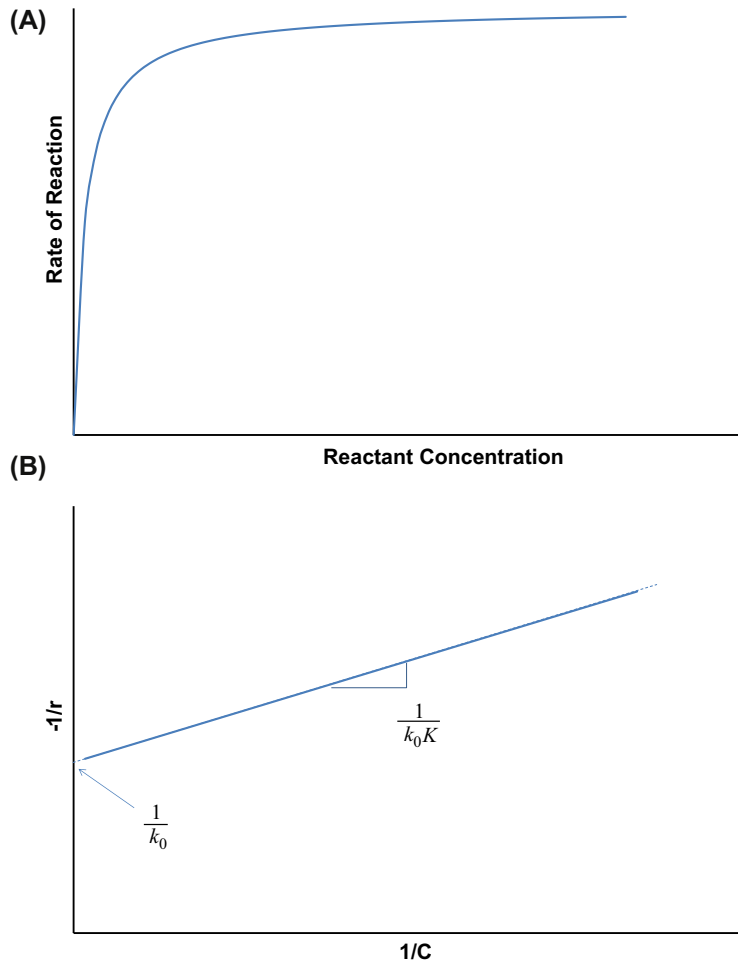 (A)
Rate of Reaction
Reactant Concentration
(B)
-1/r
1
k₀K
1
k₀
1/C